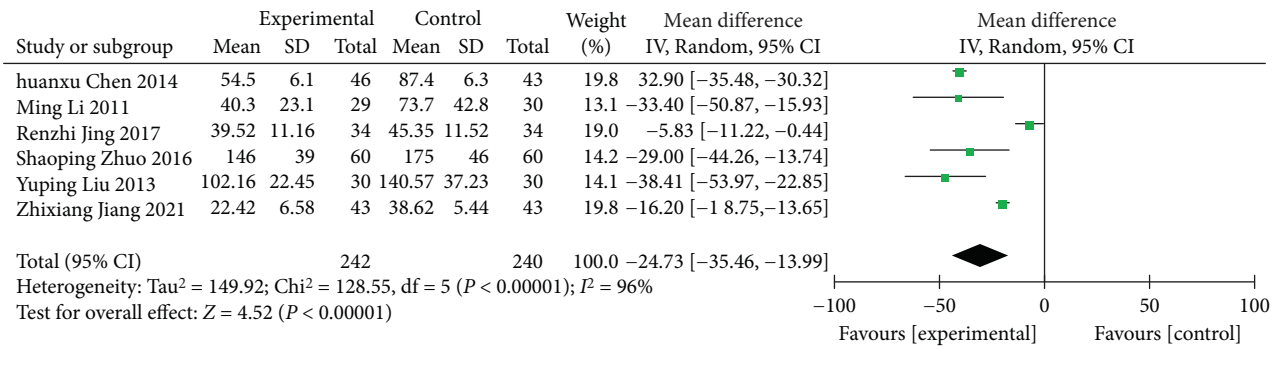 Experimental Control Weight Mean difference Mean difference
Study or subgroup Mean SD Total Mean SD Total (%) IV, Random, 95% CI IV, Random, 95% CI
huanxu Chen 2014 54.5 6.1 46 87.4 6.3 43 19.8 32.90 [−35.48, −30.32]
Ming Li 2011 40.3 23.1 29 73.7 42.8 30 13.1 −33.40 [−50.87, −15.93]
Renzhi Jing 2017 39.52 11.16 34 45.35 11.52 34 19.0 −5.83 [−11.22, −0.44]
Shaoping Zhuo 2016 146 39 60 175 46 60 14.2 −29.00 [−44.26, −13.74]
Yuping Liu 2013 102.16 22.45 30 140.57 37.23 30 14.1 −38.41 [−53.97, −22.85]
Zhixiang Jiang 2021 22.42 6.58 43 38.62 5.44 43 19.8 −16.20 [−1 8.75,−13.65]
Total (95% CI) 242 240 100.0 −24.73 [−35.46, −13.99]
Heterogeneity: Tau² = 149.92; Chi² = 128.55, df = 5 (P < 0.00001); I² = 96%
Test for overall effect: Z = 4.52 (P < 0.00001)
−100 −50 0 50 100
Favours [experimental] Favours [control]